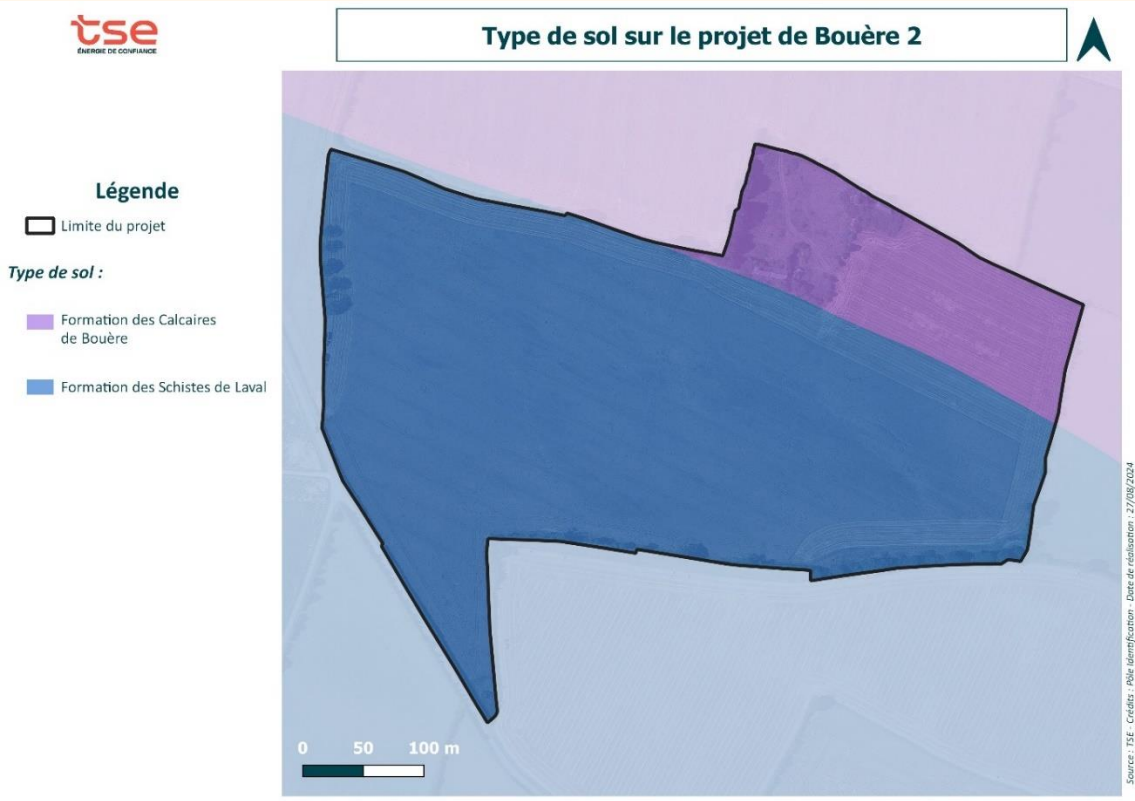 tse
ÉNERGIE DE CONFIANCE
Type de sol sur le projet de Bouère 2
Légende
Limite du projet
Type de sol :
Formation des Calcaires
de Bouère
Formation des Schistes de Laval
0 50 100 m
Source : TSE - Crédits : Pôle Identification - Date de réalisation : 27/08/2024